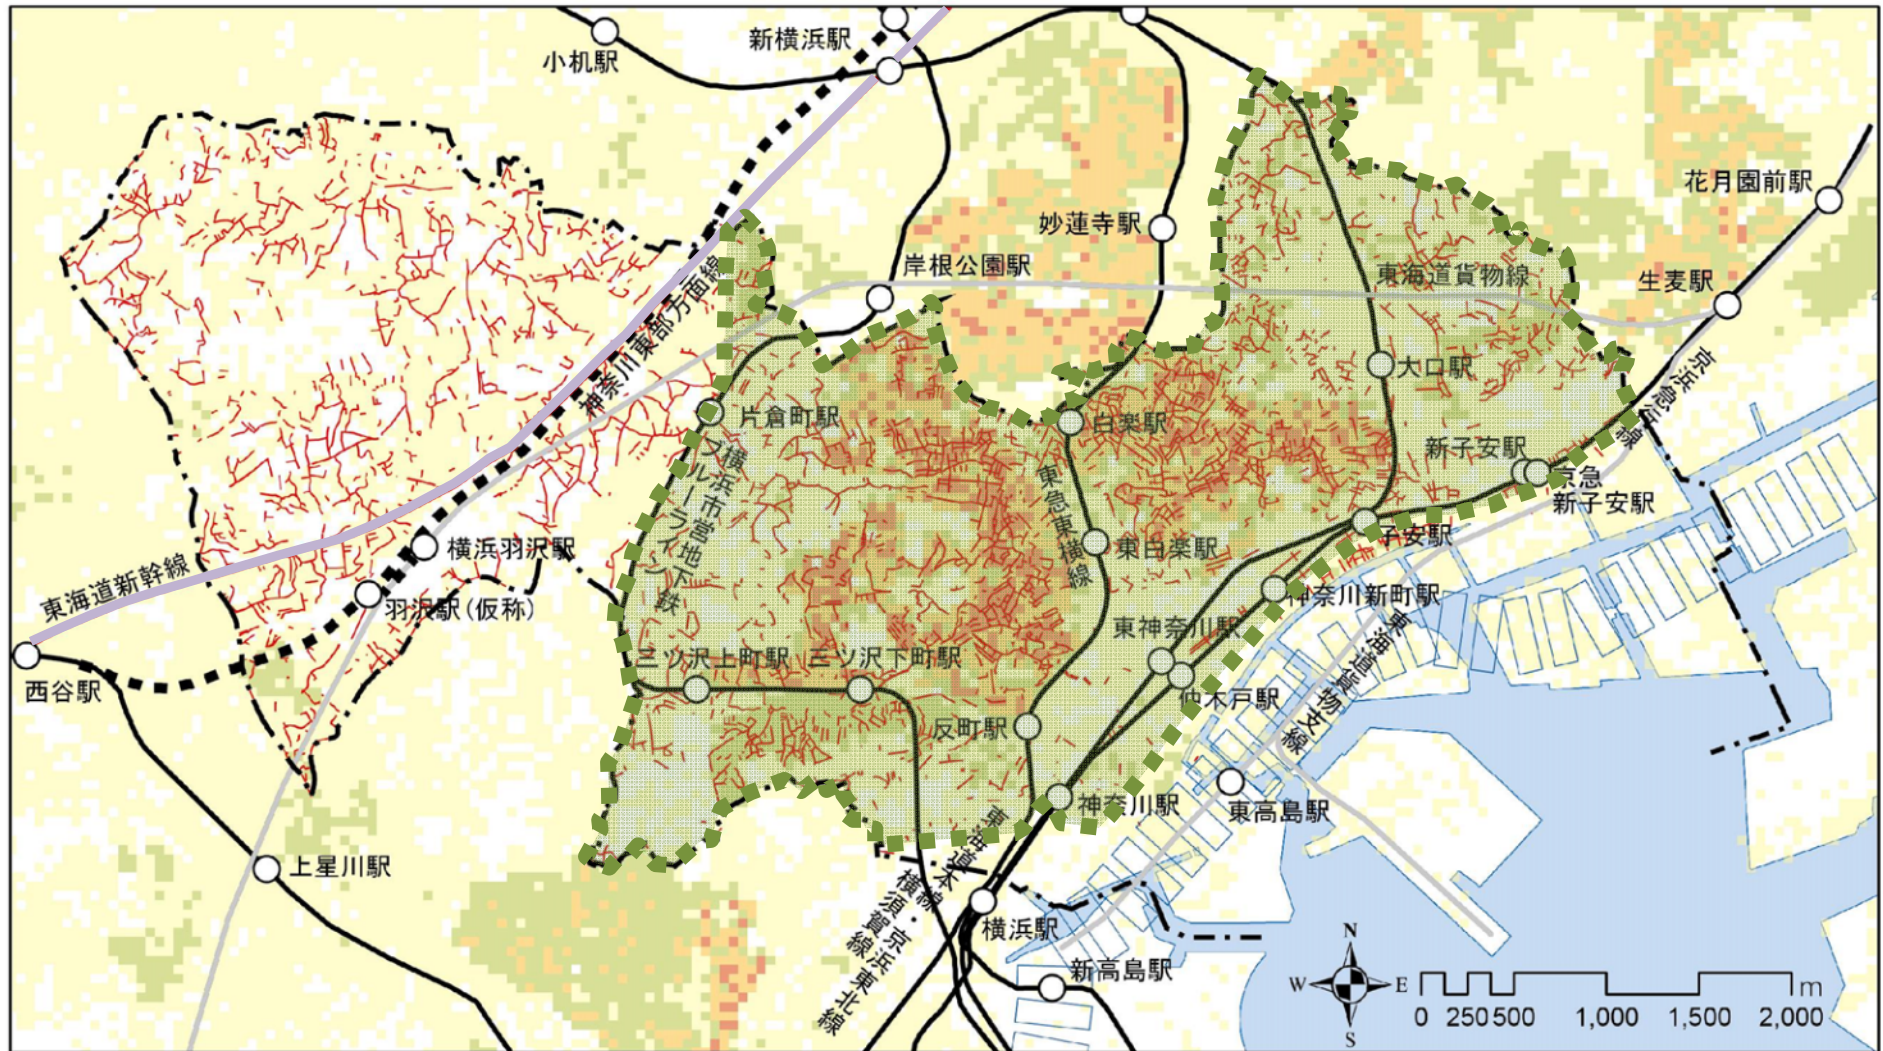 新横浜駅
小机駅
花月園前駅
妙蓮寺駅
岸根公園駅
東海道貨物線
生麦駅
神奈川東部方面線
京浜急行線
大口駅
片倉町駅
白楽駅
新子安駅
京急
新子安駅
横浜市営地下鉄
ブルーライン
東急東横線
子安駅
東白楽駅
横浜羽沢駅
東海道新幹線
羽沢駅(仮称)
神奈川新町駅
東神奈川駅
東海道貨物支線
三ツ沢上町駅
三ツ沢下町駅
西谷駅
仲木戸駅
反町駅
神奈川駅
東高島駅
上星川駅
東海道本線・京浜東北線
横須賀線
横浜駅
新高島駅
N
W
E
S
0 250 500 1,000 1,500 2,000 m